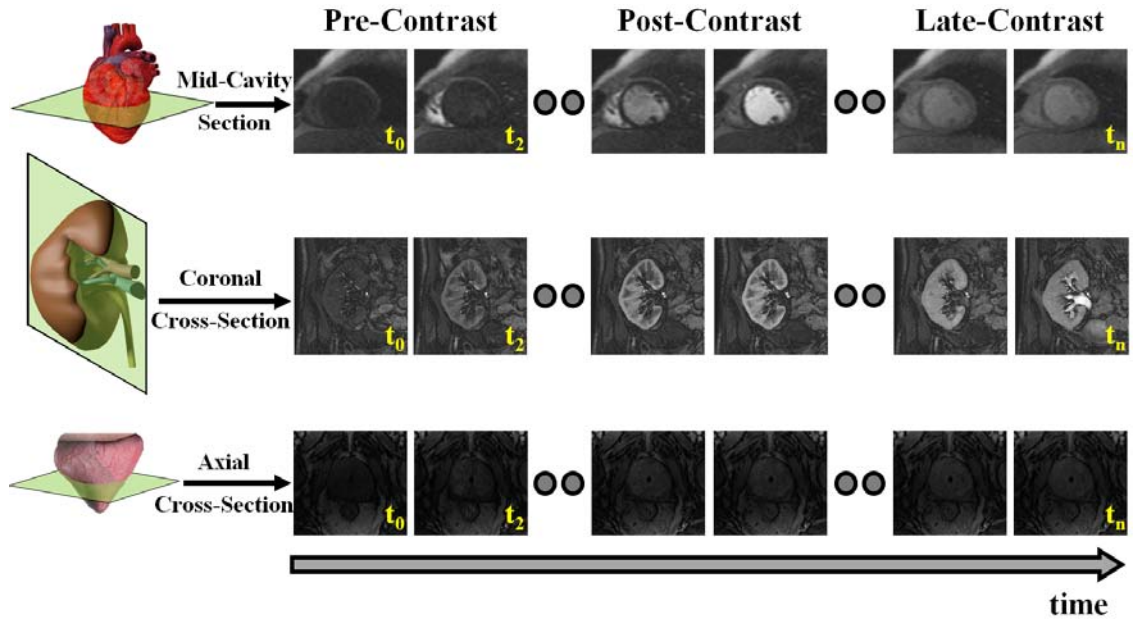 Pre-Contrast Post-Contrast Late-Contrast
Mid-Cavity
Section
t0 t2 tn
Coronal
Cross-Section
t0 t2 tn
Axial
Cross-Section
t0 t2 tn
time